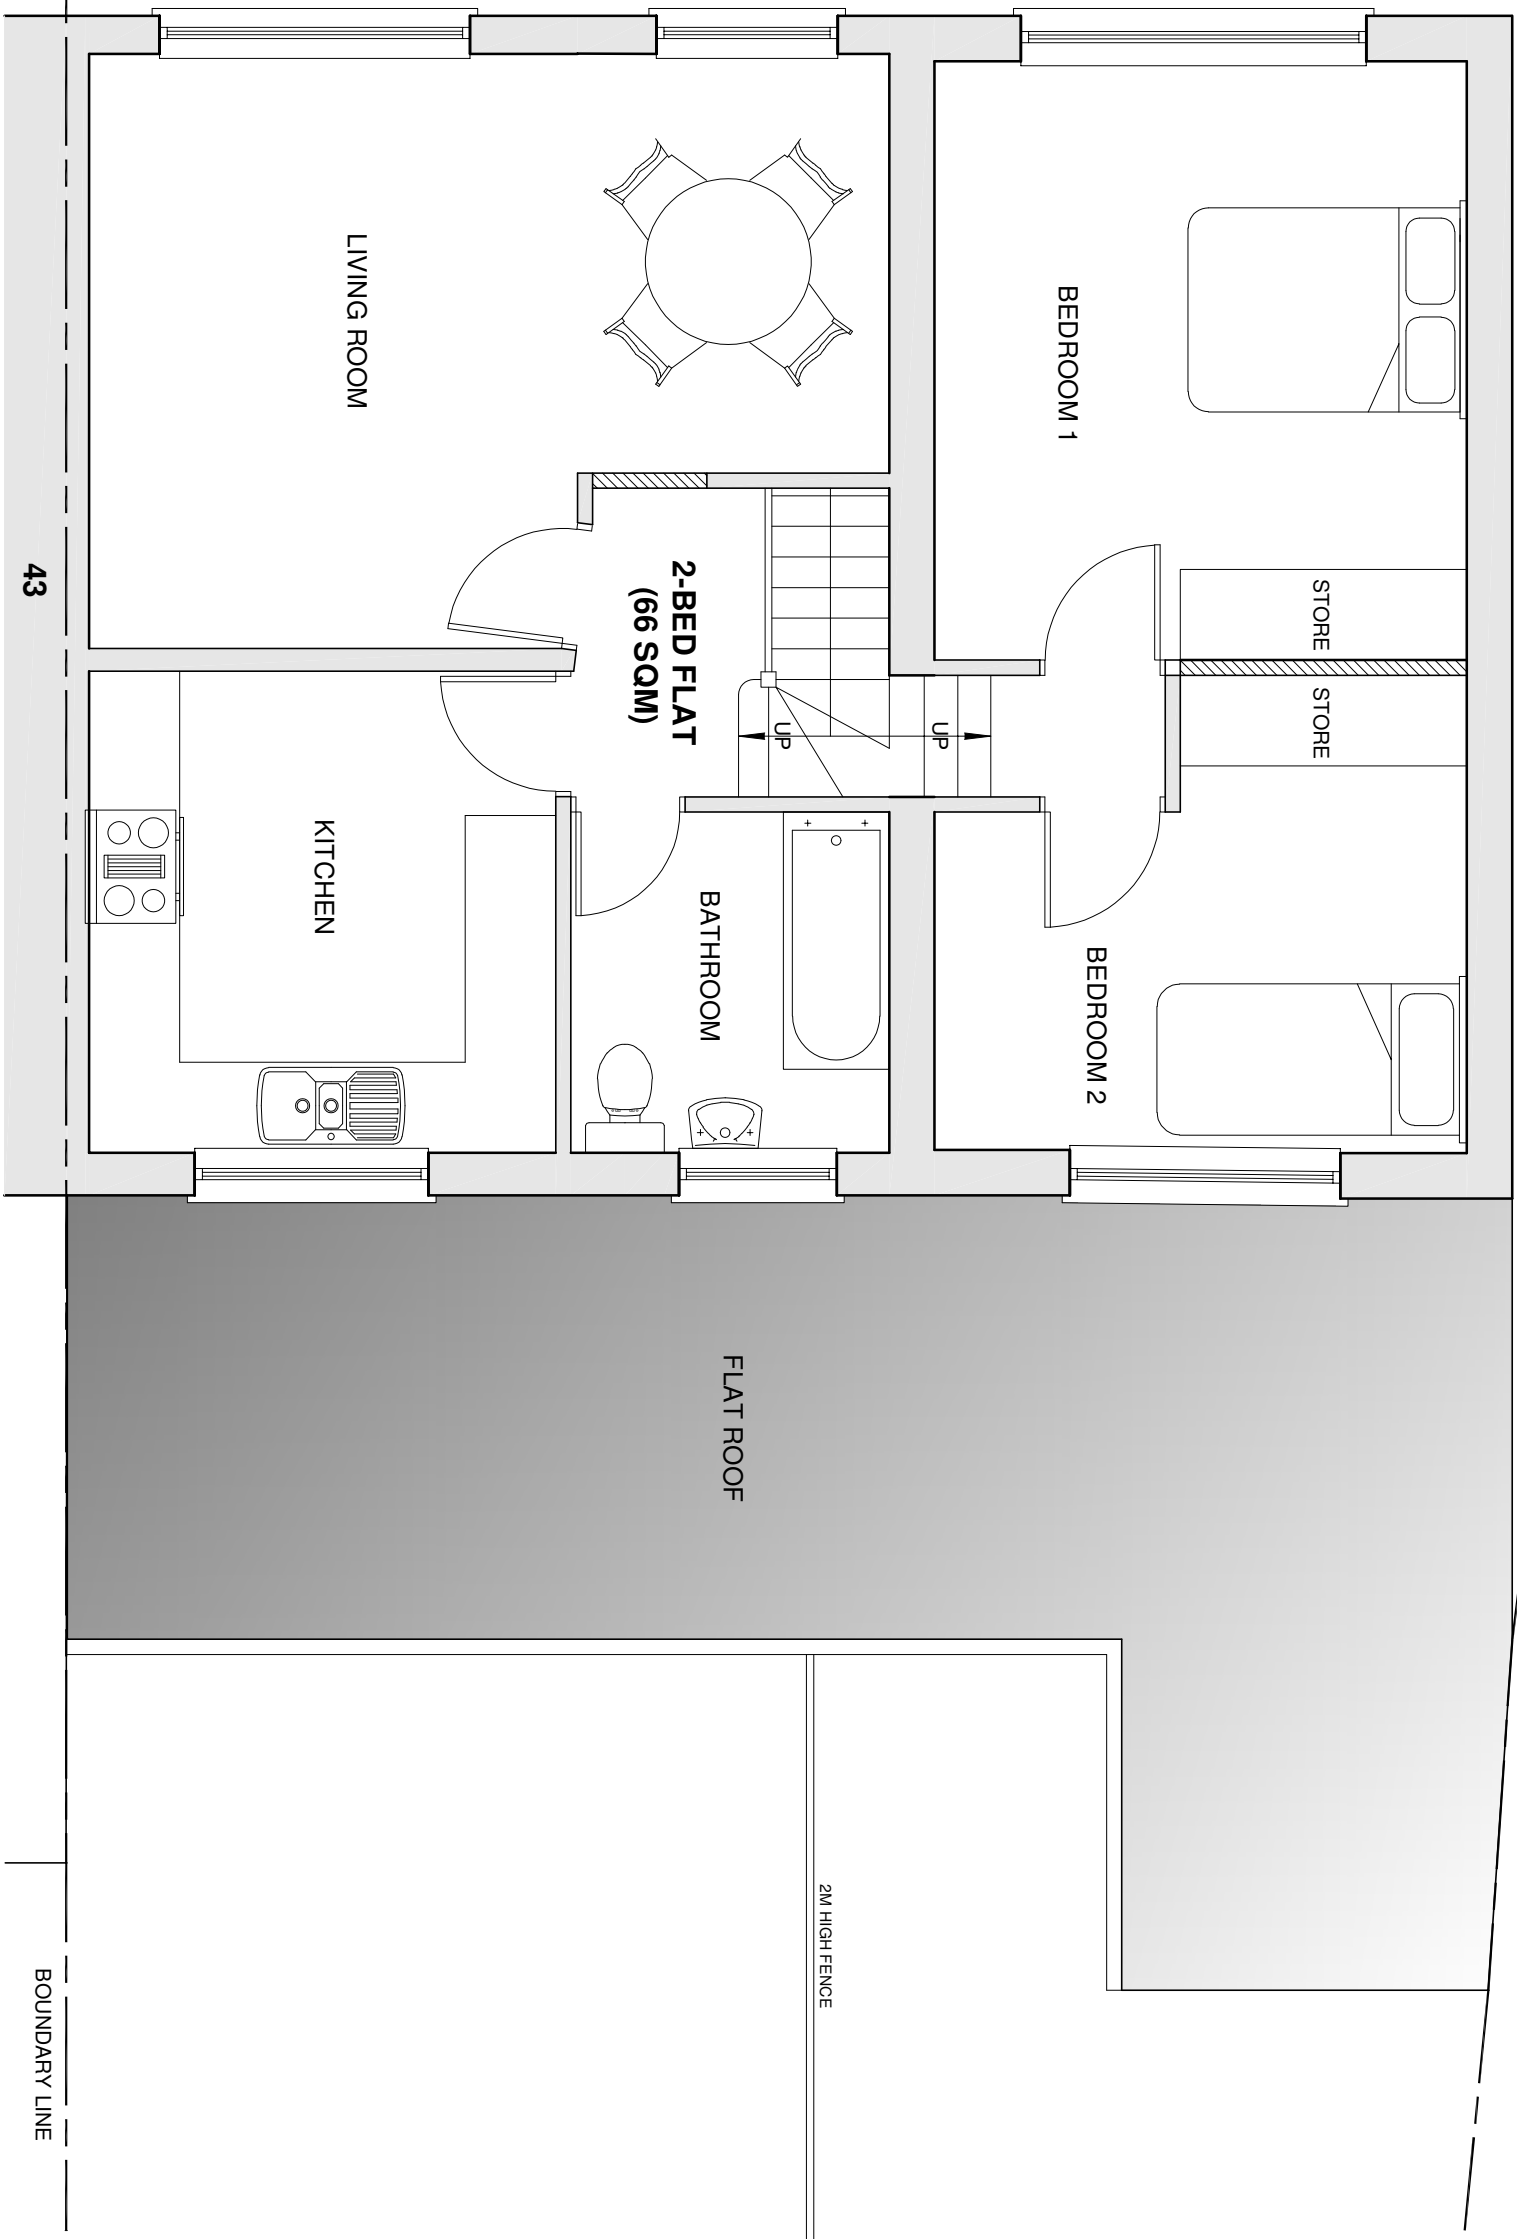 BEDROOM 1
STORE
STORE
BEDROOM 2
UP
UP
2-BED FLAT
(66 SQM)
LIVING ROOM
BATHROOM
KITCHEN
FLAT ROOF
2M HIGH FENCE
43
BOUNDARY LINE